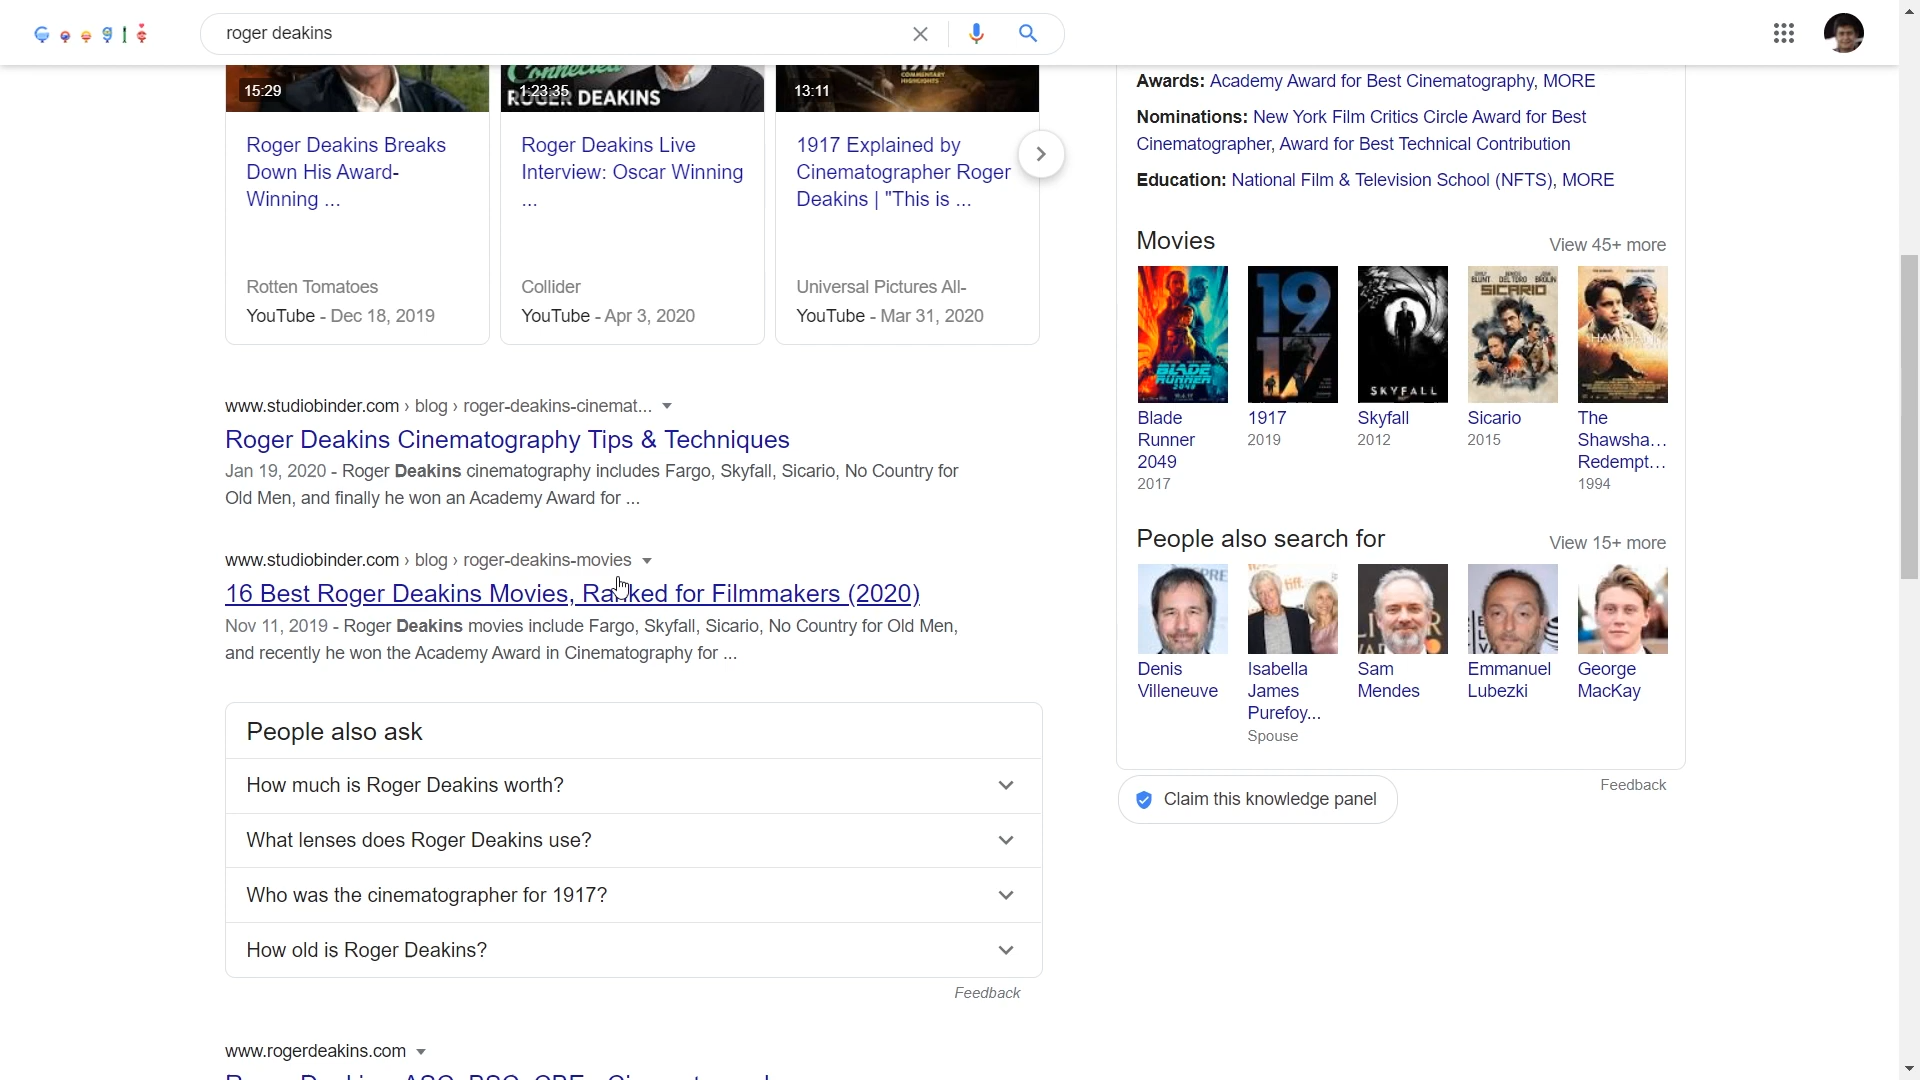 Google
roger deakins
15:29
Connected
1:23:35
ROGER DEAKINS
COMMENTARY
HIGHLIGHTS
13:11
Roger Deakins Breaks
Down His Award-
Winning ...
Rotten Tomatoes
YouTube - Dec 18, 2019
Roger Deakins Live
Interview: Oscar Winning
...
Collider
YouTube - Apr 3, 2020
1917 Explained by
Cinematographer Roger
Deakins | "This is ...
Universal Pictures All-
YouTube - Mar 31, 2020
www.studiobinder.com › blog › roger-deakins-cinemat...
Roger Deakins Cinematography Tips & Techniques
Jan 19, 2020 - Roger Deakins cinematography includes Fargo, Skyfall, Sicario, No Country for
Old Men, and finally he won an Academy Award for ...
www.studiobinder.com › blog › roger-deakins-movies
16 Best Roger Deakins Movies, Ranked for Filmmakers (2020)
Nov 11, 2019 - Roger Deakins movies include Fargo, Skyfall, Sicario, No Country for Old Men,
and recently he won the Academy Award in Cinematography for ...
People also ask
How much is Roger Deakins worth?
What lenses does Roger Deakins use?
Who was the cinematographer for 1917?
How old is Roger Deakins?
Feedback
www.rogerdeakins.com
Awards: Academy Award for Best Cinematography, MORE
Nominations: New York Film Critics Circle Award for Best
Cinematographer, Award for Best Technical Contribution
Education: National Film & Television School (NFTS), MORE
Movies
View 45+ more
BLADE
RUNNER
2049
19
17
SKYFALL
BLUNT DEL TORO BROLIN
SICARIO
Blade
Runner
2049
2017
1917
2019
Skyfall
2012
Sicario
2015
The
Shawsha...
Redempt...
1994
People also search for
View 15+ more
Denis
Villeneuve
Isabella
James
Purefoy...
Spouse
Sam
Mendes
Emmanuel
Lubezki
George
MacKay
Claim this knowledge panel
Feedback